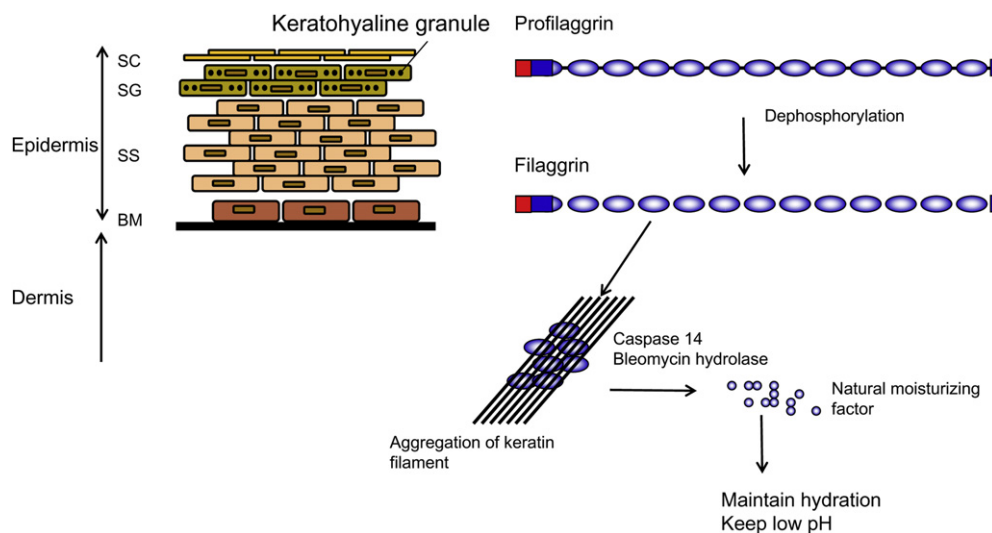 Keratohyaline granule
SC
SG
Epidermis
SS
BM
Dermis
Profilaggrin
Dephosphorylation
Filaggrin
Caspase 14
Bleomycin hydrolase
Natural moisturizing
factor
Aggregation of keratin
filament
Maintain hydration
Keep low pH